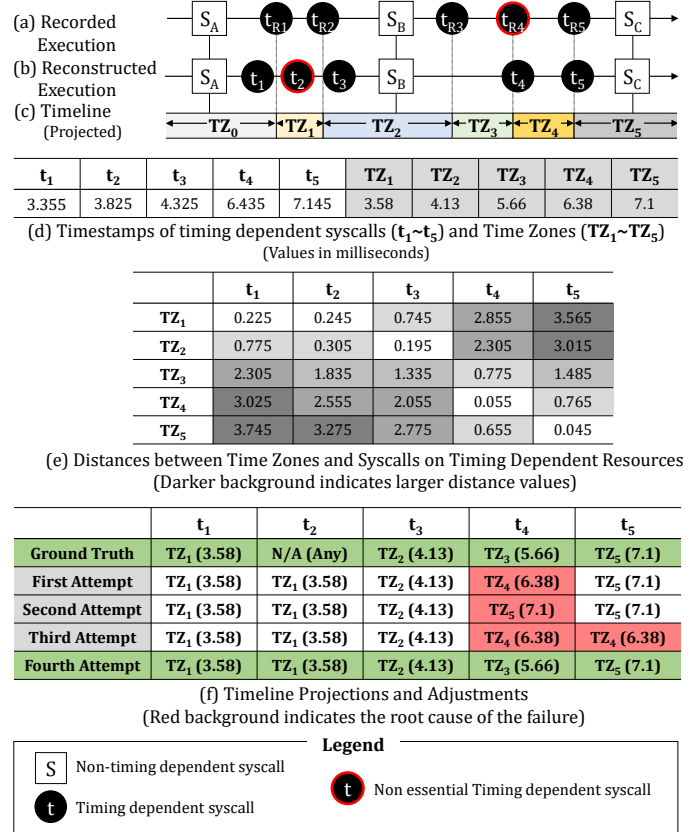 (a) Recorded
Execution
S_A t_R1 t_R2 S_B t_R3 t_R4 t_R5 S_C
(b) Reconstructed
Execution
S_A t_1 t_2 t_3 S_B t_4 t_5 S_C
(c) Timeline
(Projected)
TZ_0 TZ_1 TZ_2 TZ_3 TZ_4 TZ_5
t_1 t_2 t_3 t_4 t_5 TZ_1 TZ_2 TZ_3 TZ_4 TZ_5
3.355 3.825 4.325 6.435 7.145 3.58 4.13 5.66 6.38 7.1
(d) Timestamps of timing dependent syscalls (t_1~t_5) and Time Zones (TZ_1~TZ_5)
(Values in milliseconds)
t_1 t_2 t_3 t_4 t_5
TZ_1 0.225 0.245 0.745 2.855 3.565
TZ_2 0.775 0.305 0.195 2.305 3.015
TZ_3 2.305 1.835 1.335 0.775 1.485
TZ_4 3.025 2.555 2.055 0.055 0.765
TZ_5 3.745 3.275 2.775 0.655 0.045
(e) Distances between Time Zones and Syscalls on Timing Dependent Resources
(Darker background indicates larger distance values)
t_1 t_2 t_3 t_4 t_5
Ground Truth TZ_1 (3.58) N/A (Any) TZ_2 (4.13) TZ_3 (5.66) TZ_5 (7.1)
First Attempt TZ_1 (3.58) TZ_1 (3.58) TZ_2 (4.13) TZ_4 (6.38) TZ_5 (7.1)
Second Attempt TZ_1 (3.58) TZ_1 (3.58) TZ_2 (4.13) TZ_5 (7.1) TZ_5 (7.1)
Third Attempt TZ_1 (3.58) TZ_1 (3.58) TZ_2 (4.13) TZ_4 (6.38) TZ_4 (6.38)
Fourth Attempt TZ_1 (3.58) TZ_1 (3.58) TZ_2 (4.13) TZ_3 (5.66) TZ_5 (7.1)
(f) Timeline Projections and Adjustments
(Red background indicates the root cause of the failure)
Legend
S Non-timing dependent syscall
t Timing dependent syscall
t Non essential Timing dependent syscall